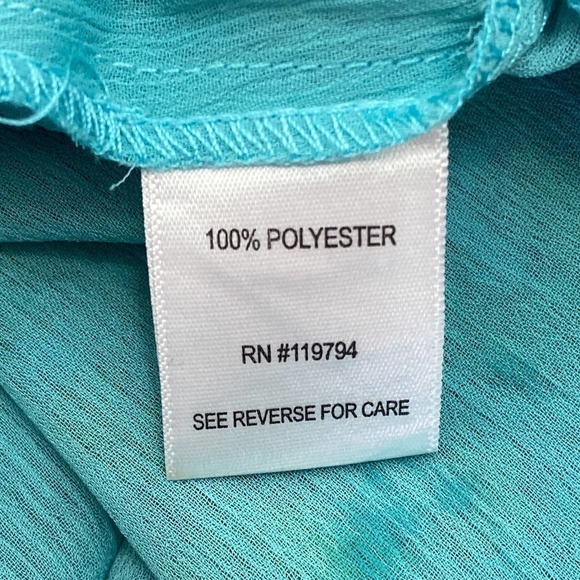 100% POLYESTER
RN #119794
SEE REVERSE FOR CARE